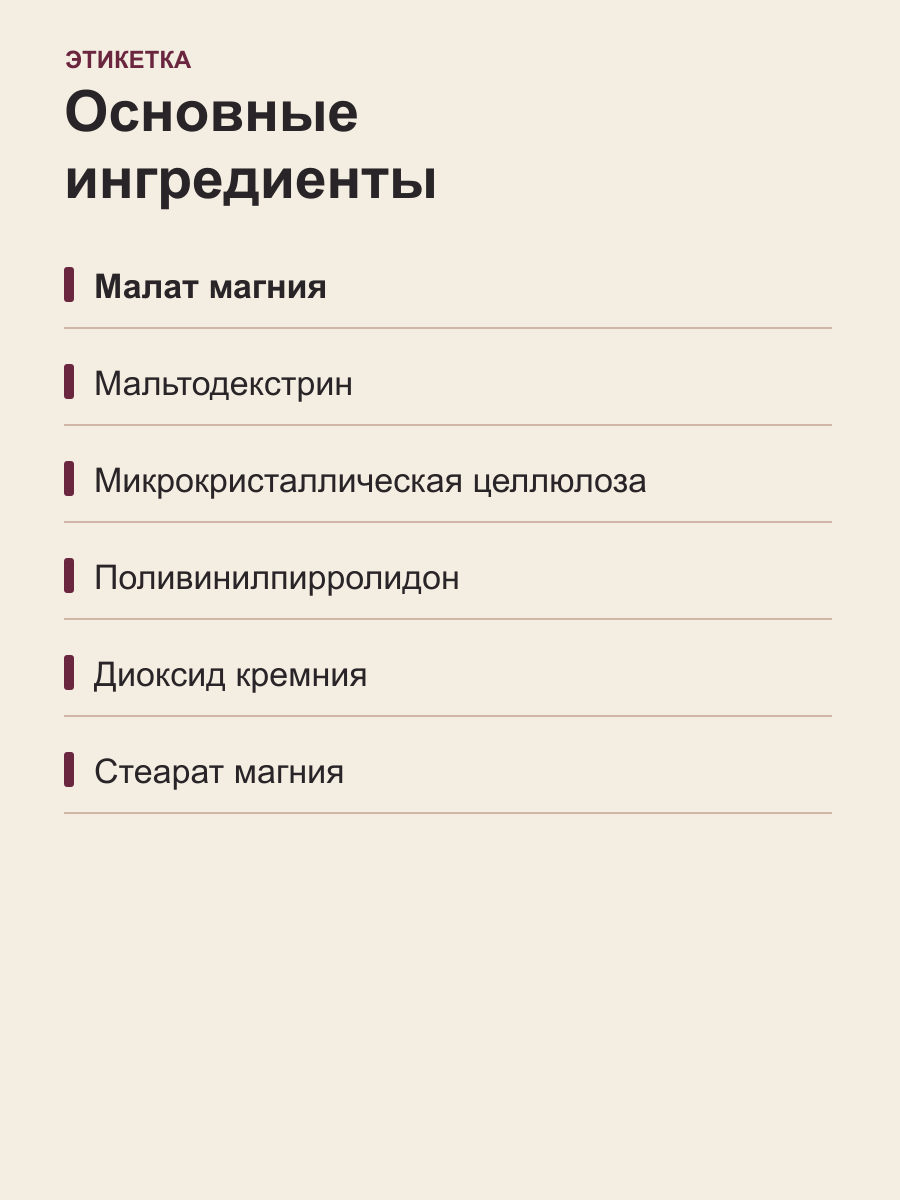 ЭТИКЕТКА
Основные
ингредиенты
Малат магния
Мальтодекстрин
Микрокристаллическая целлюлоза
Поливинилпирролидон
Диоксид кремния
Стеарат магния